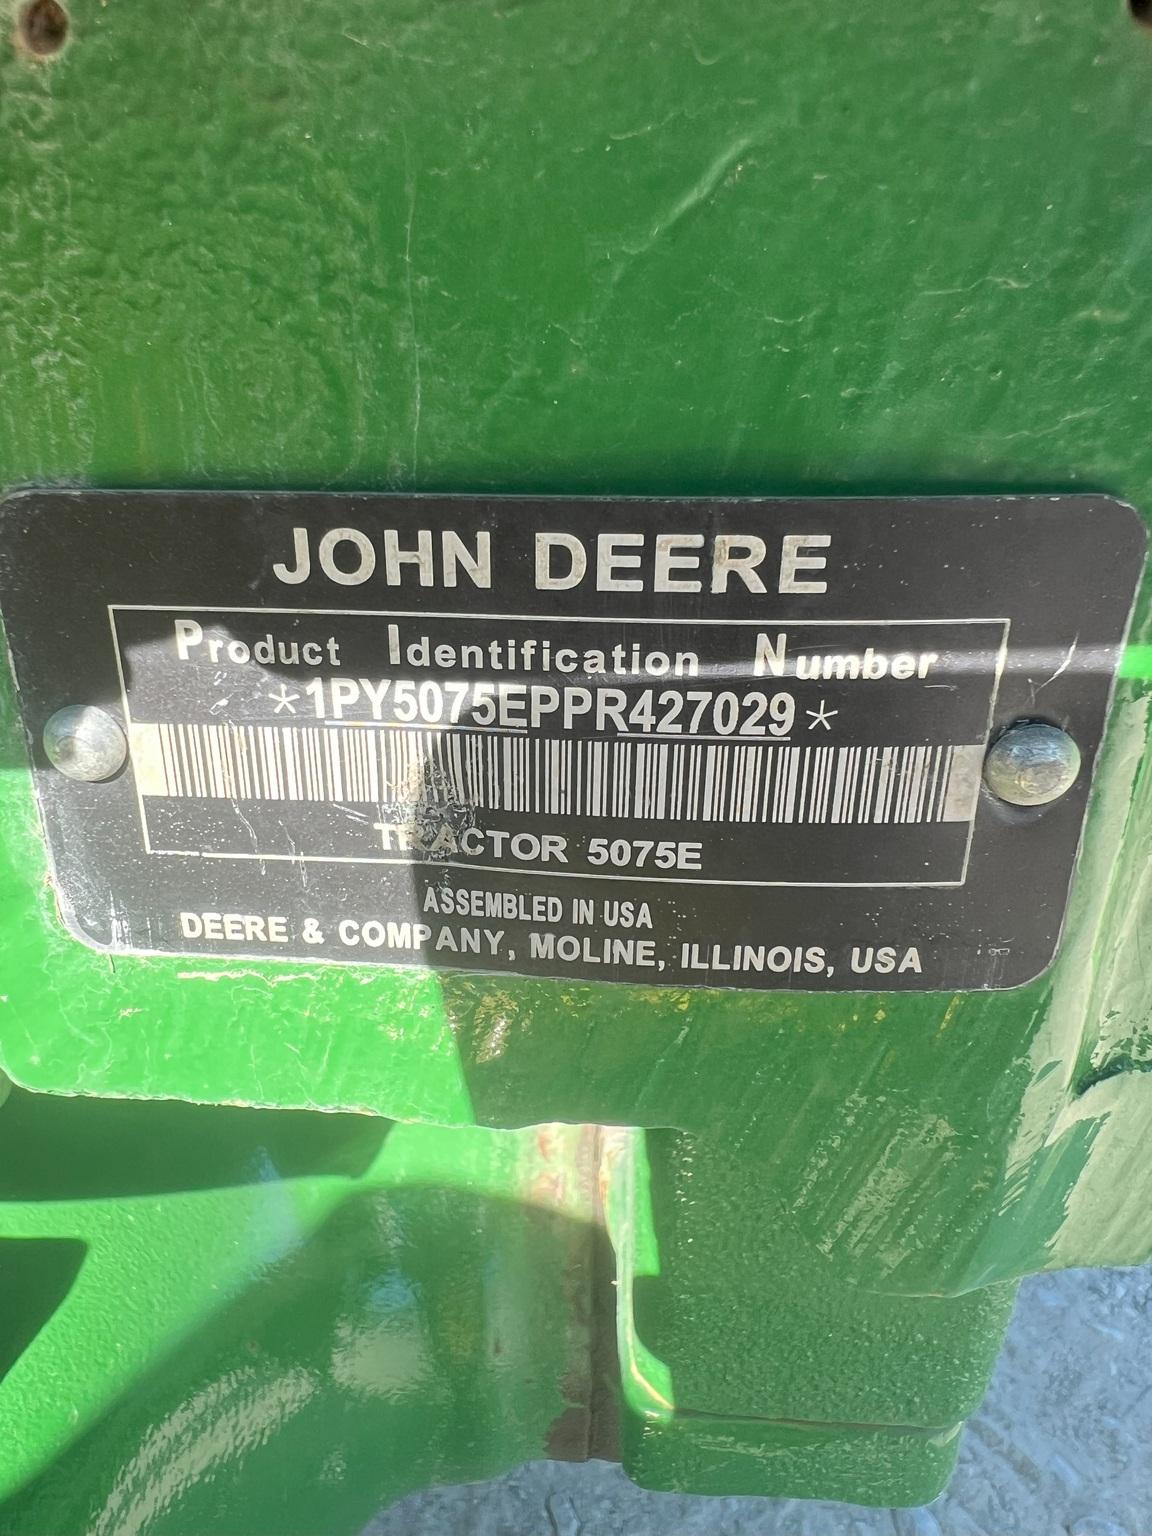 JOHN DEERE
Product Identification Number
*1PY5075EPPR427029*
TRACTOR 5075E
ASSEMBLED IN USA
DEERE & COMPANY, MOLINE, ILLINOIS, USA